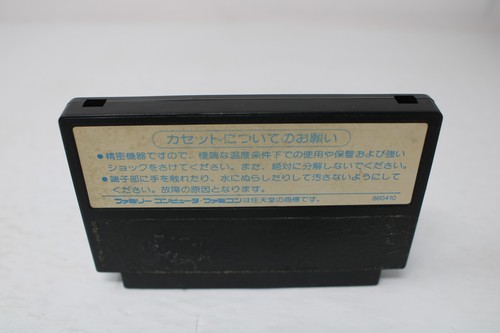 カセットについてのお願い
●精密機器ですので、極端な温度条件下での使用や保管および強い
ショックをさけてください。また、絶対に分解しないでください。
●端子部に手を触れたり、水にぬらしたりして汚さないようにして
ください。故障の原因となります。
ファミリーコンピュータ・ファミコンは任天堂の商標です。
860410